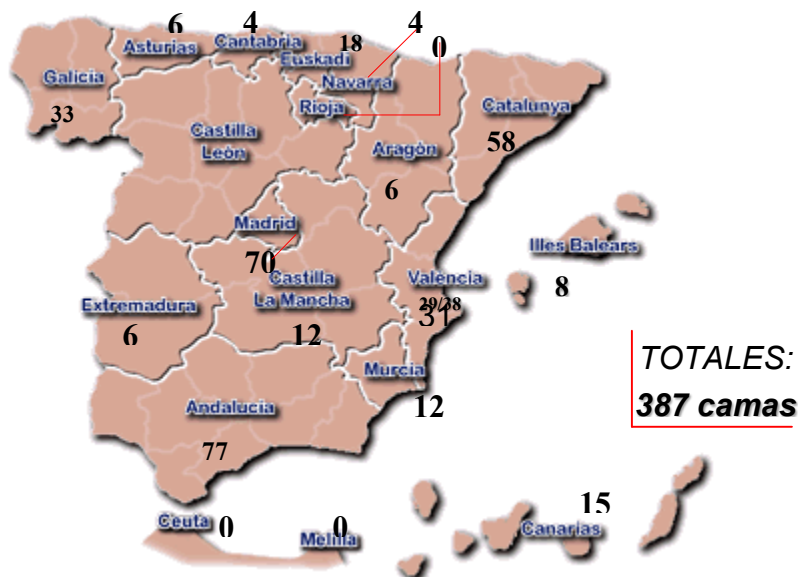 6
4
18
4
0
Asturias
Cantabria
Euskadi
Navarra
Galicia
33
Rioja
Catalunya
58
Castilla
León
Aragón
6
Madrid
70
Illes Balears
8
Castilla
La Mancha
12
València
29/38
31
Extremadura
6
TOTALES:
387 camas
Murcia
12
Andalucia
77
15
Ceuta
0
0
Melilla
Canarias